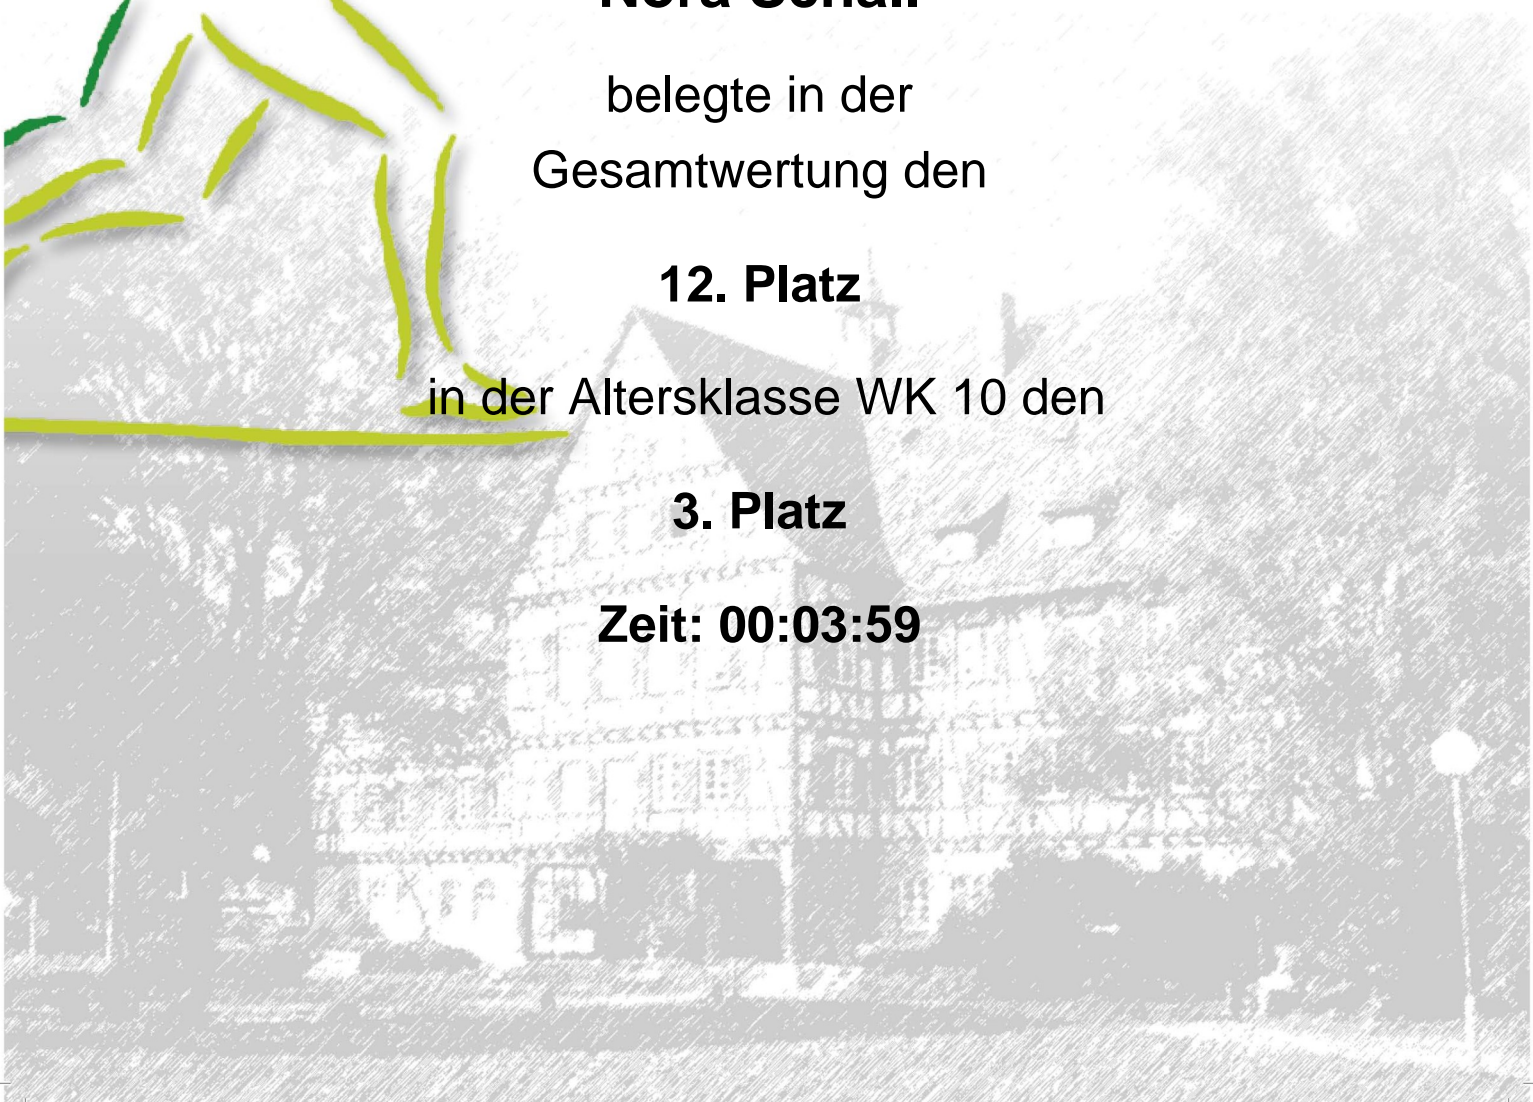 Nora
belegte in der
Gesamtwertung den
12. Platz
in der Altersklasse WK 10 den
3. Platz
Zeit: 00:03:59